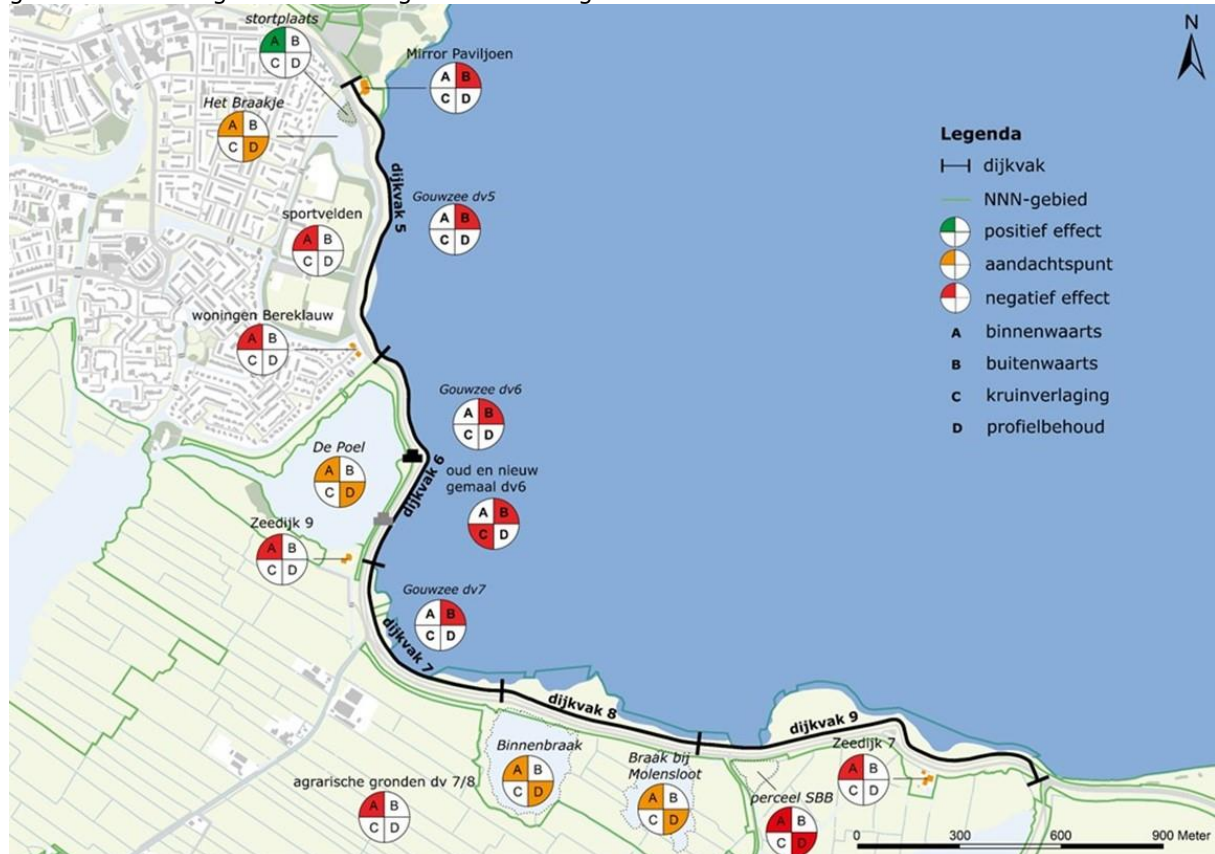 stortplaats
A B
C D
Mirror Paviljoen
A B
C D
Het Braakje
A B
C D
dijkvak 5
Gouwzee dv5
A B
C D
sportvelden
A B
C D
woningen Bereklauw
A B
C D
Gouwzee dv6
A B
C D
De Poel
A B
C D
dijkvak 6
oud en nieuw
gemaal dv6
A B
C D
Zeedijk 9
A B
C D
Gouwzee dv7
A B
C D
dijkvak 7
dijkvak 8
dijkvak 9
Binnenbraak
A B
C D
Braak bij
Molensloot
A B
C D
Zeedijk 7
A B
C D
agrarische gronden dv 7/8
A B
C D
perceel SBB
A B
C D
N
Legenda
dijkvak
NNN-gebied
positief effect
aandachtspunt
negatief effect
A binnenwaarts
B buitenwaarts
C kruinverlaging
D profielbehoud
0 300 600 900 Meter